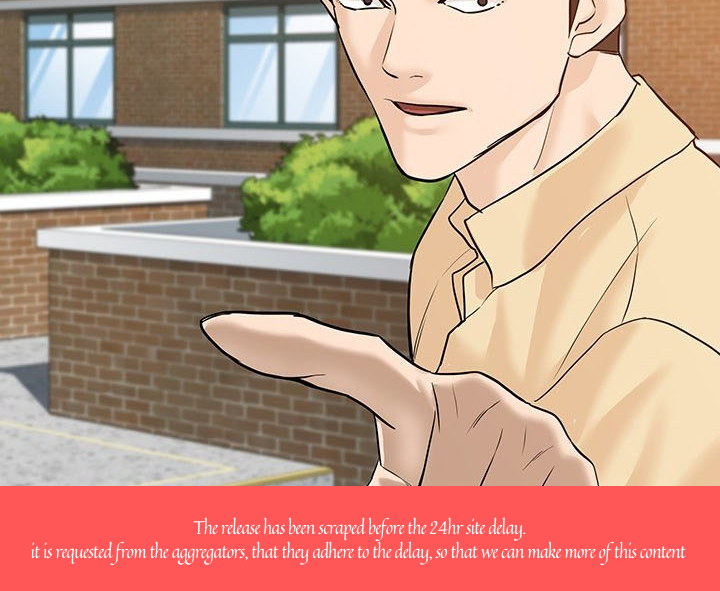 The release has been scraped before the 24hr site delay.
it is requested from the aggregators, that they adhere to the delay, so that we can make more of this content